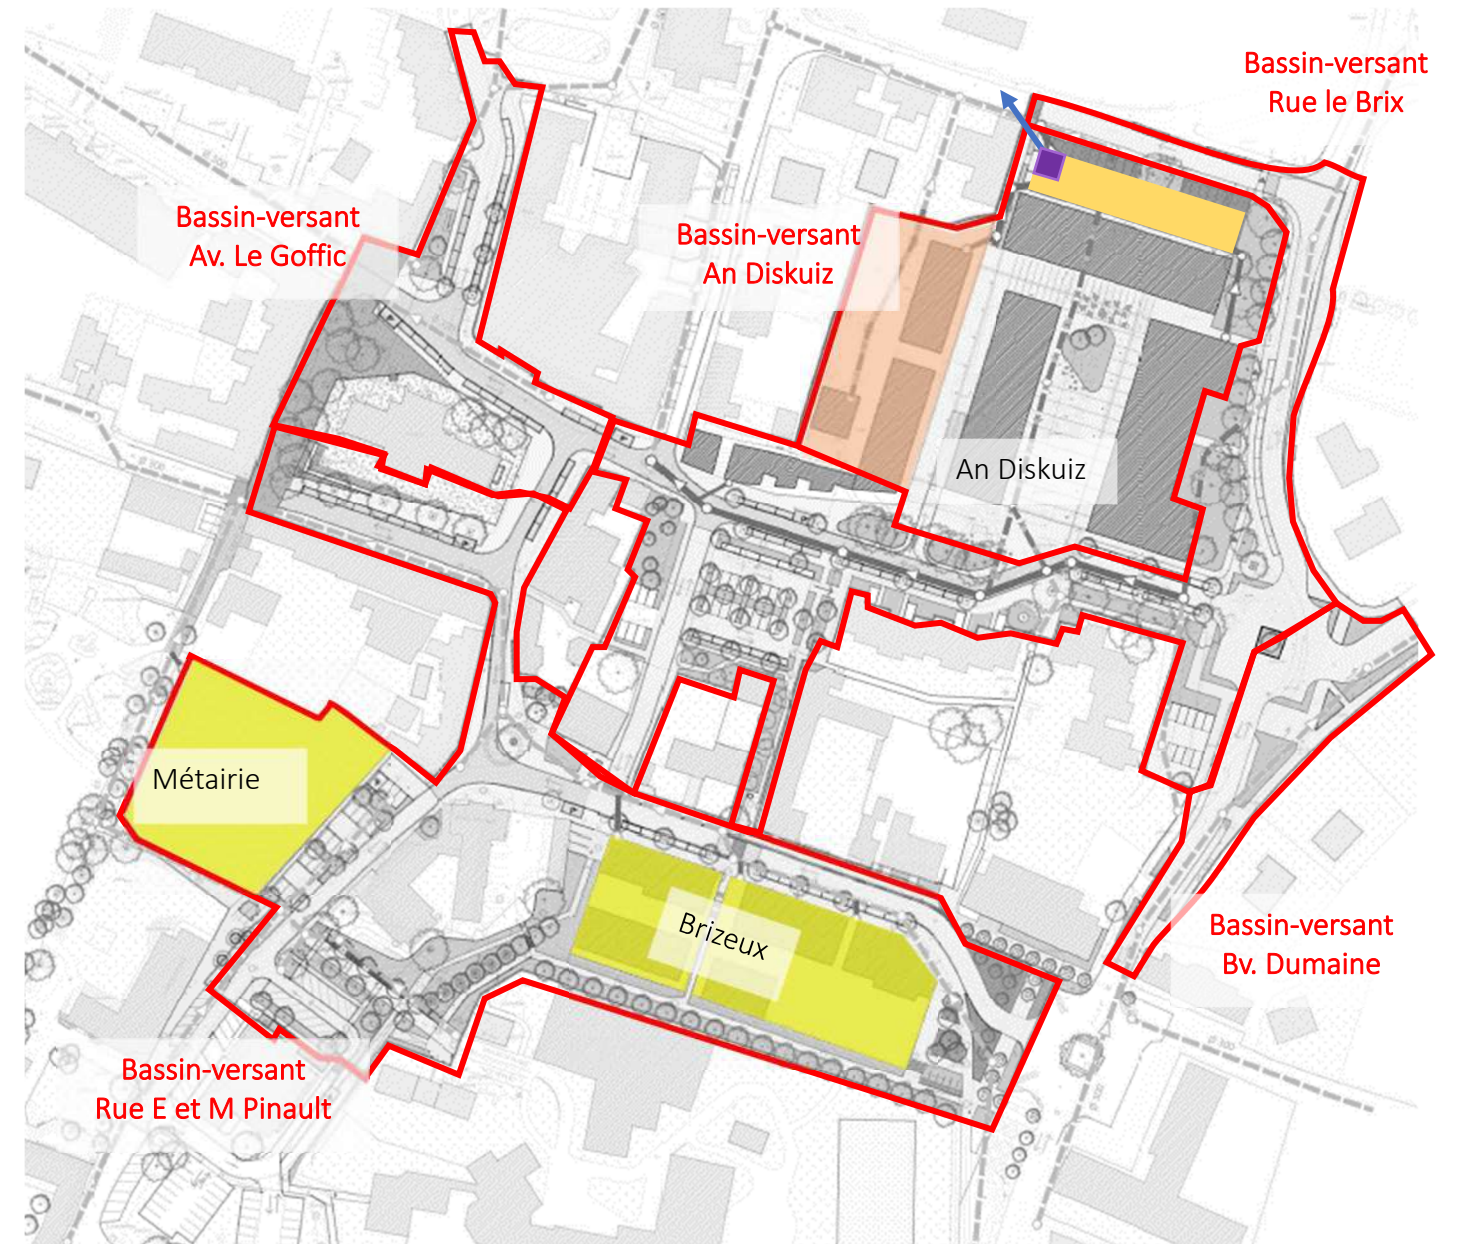 Bassin-versant
Rue le Brix
Bassin-versant
Av. Le Goffic
Bassin-versant
An Diskuiz
An Diskuiz
Métairie
Brizeux
Bassin-versant
Bv. Dumaine
Bassin-versant
Rue E et M Pinault